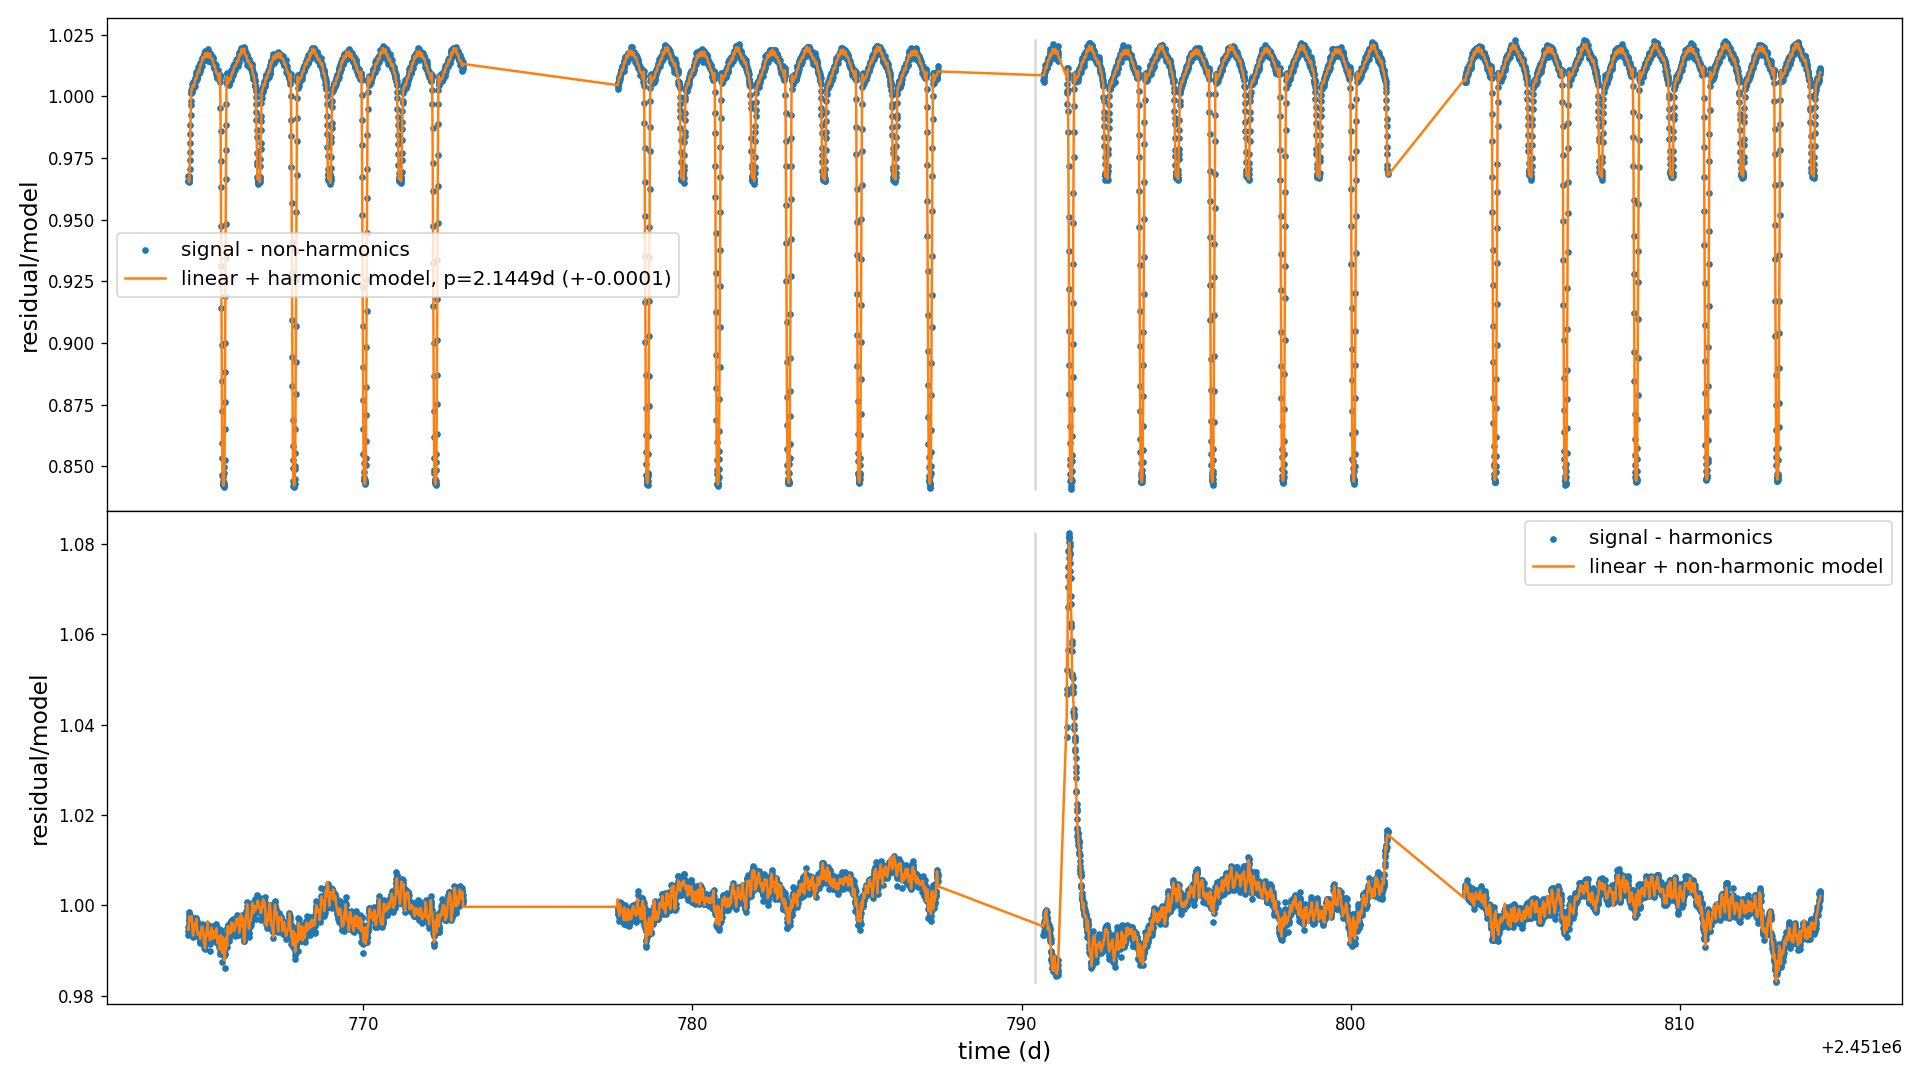 1.025
1.000
0.975
0.950
0.925
0.900
0.875
0.850
residual/model
signal - non-harmonics
linear + harmonic model, p=2.1449d (+-0.0001)
1.08
1.06
1.04
1.02
1.00
0.98
residual/model
signal - harmonics
linear + non-harmonic model
770
780
790
800
810
time (d)
+2.451e6